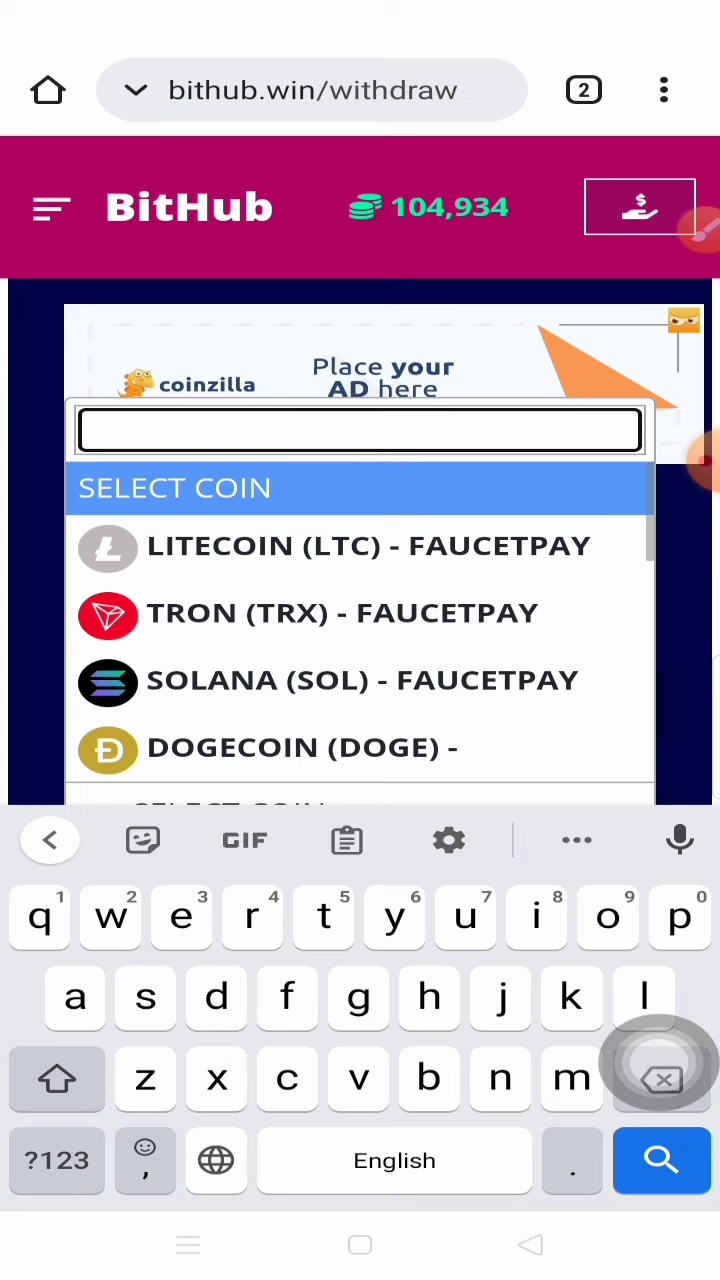 bithub.win/withdraw
2
BitHub
104,934
$
coinzilla
Place your
AD here
SELECT COIN
LITECOIN (LTC) - FAUCETPAY
TRON (TRX) - FAUCETPAY
SOLANA (SOL) - FAUCETPAY
DOGECOIN (DOGE) -
SELECT COIN
GIF
q1 w2 e3 r4 t5 y6 u7 i8 o9 p0
a s d f g h j k l
z x c v b n m
?123 , English .